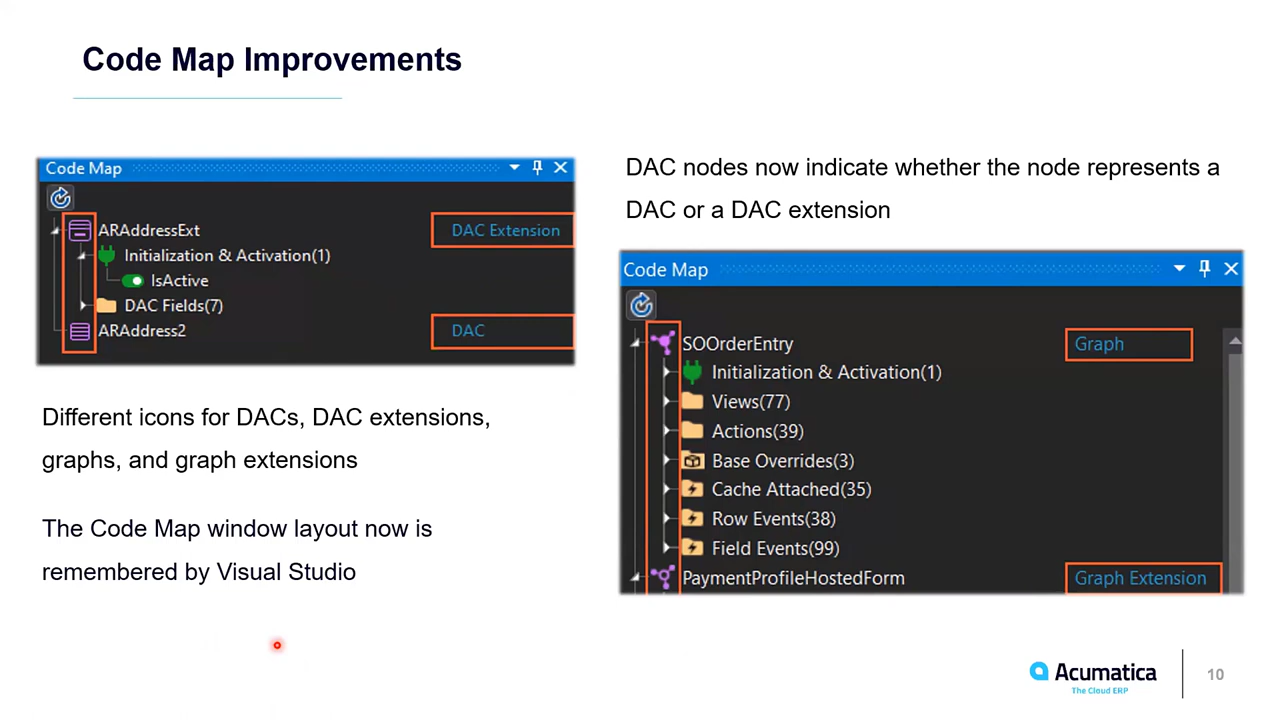 Code Map Improvements
Code Map
ARAddressExt DAC Extension
Initialization & Activation(1)
IsActive
DAC Fields(7)
ARAddress2 DAC
Different icons for DACs, DAC extensions,
graphs, and graph extensions
The Code Map window layout now is
remembered by Visual Studio
DAC nodes now indicate whether the node represents a
DAC or a DAC extension
Code Map
SOOrderEntry Graph
Initialization & Activation(1)
Views(77)
Actions(39)
Base Overrides(3)
Cache Attached(35)
Row Events(38)
Field Events(99)
PaymentProfileHostedForm Graph Extension
Acumatica
The Cloud ERP
10